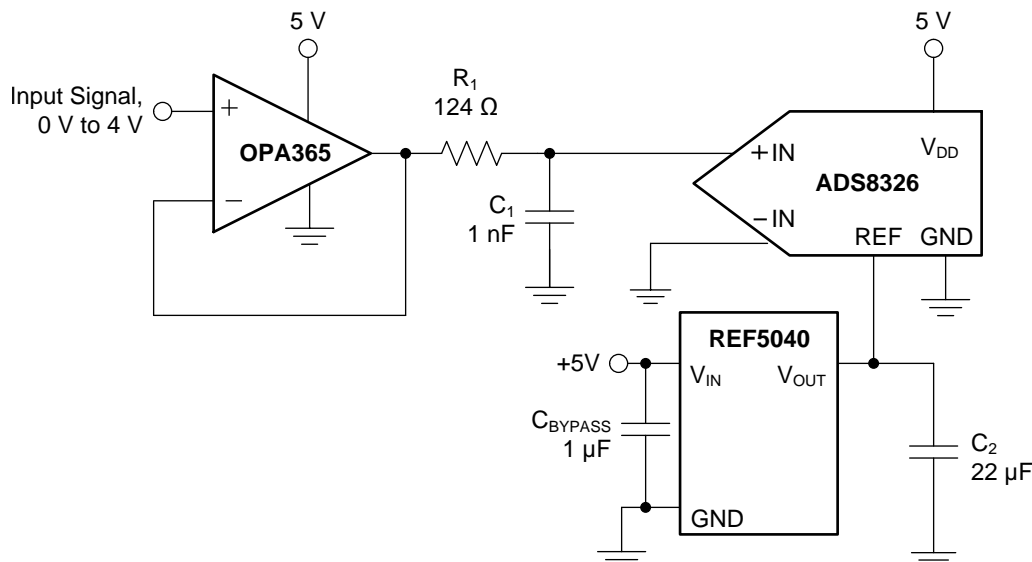 5 V
Input Signal,
0 V to 4 V
+
−
OPA365
R1
124 Ω
C1
1 nF
5 V
+IN
−IN
VDD
ADS8326
REF GND
REF5040
+5V
VIN
VOUT
CBYPASS
1 µF
GND
C2
22 µF